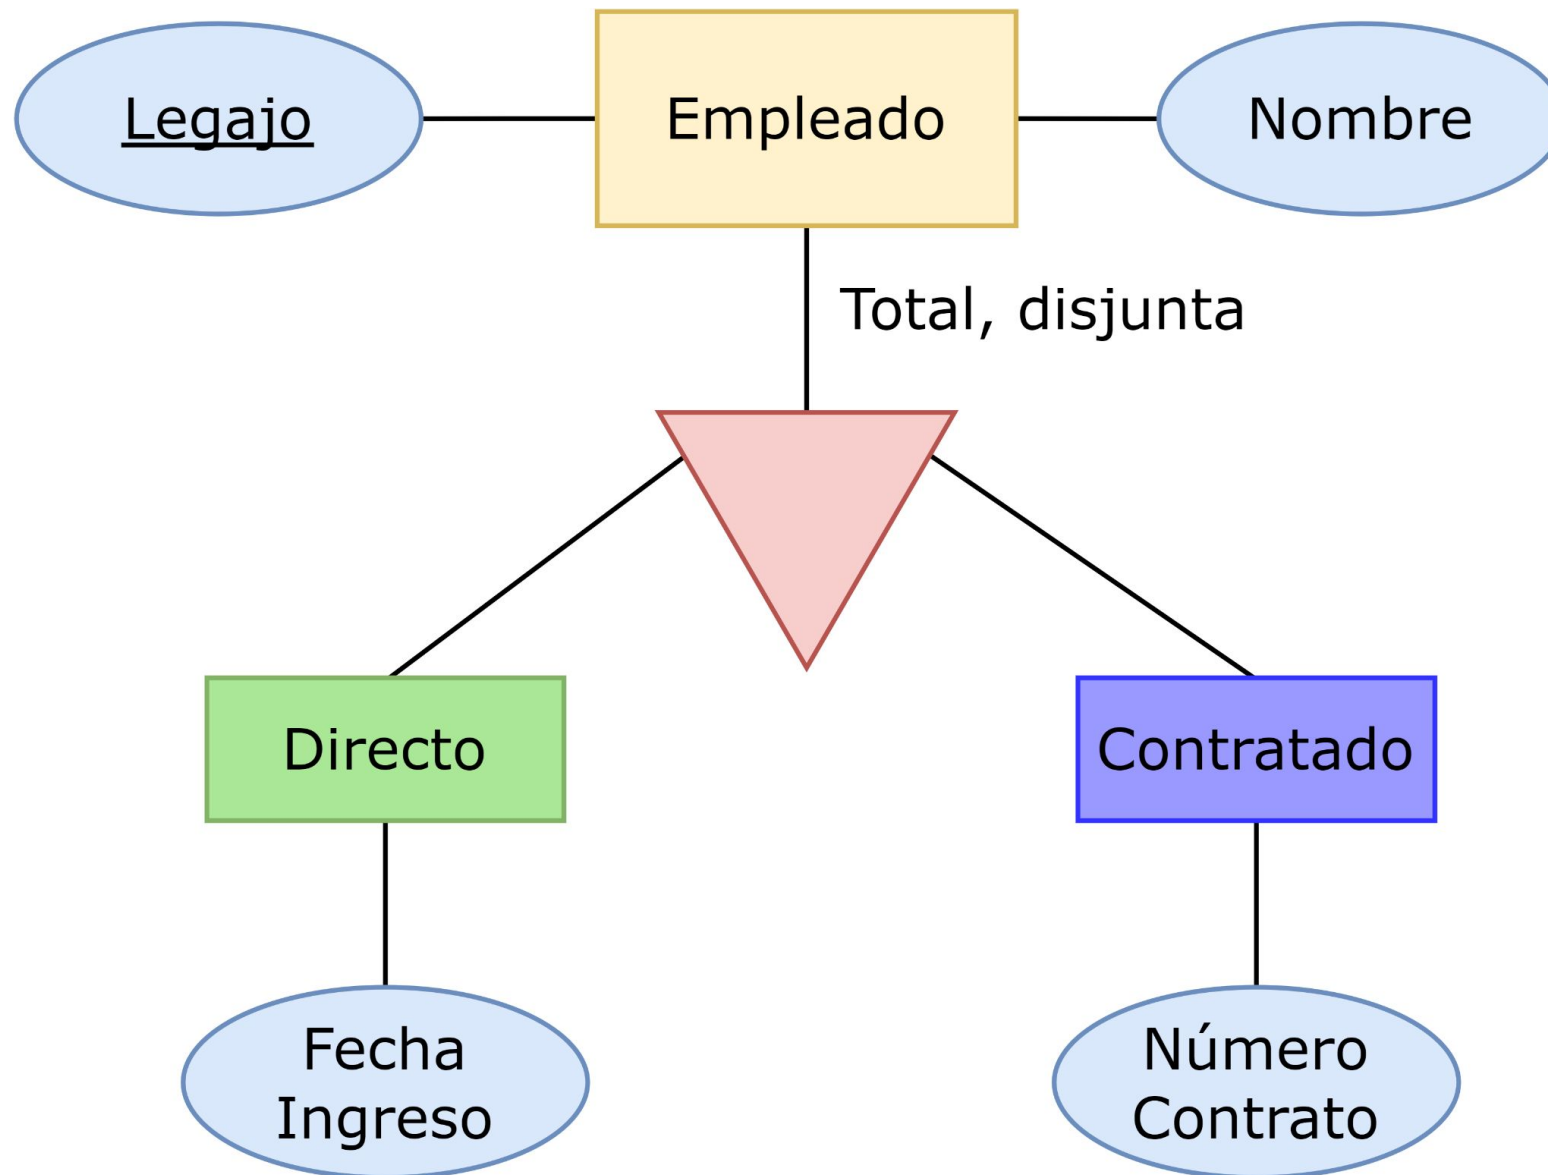 Legajo
Empleado
Nombre
Total, disjunta
Directo
Contratado
Fecha
Ingreso
Número
Contrato